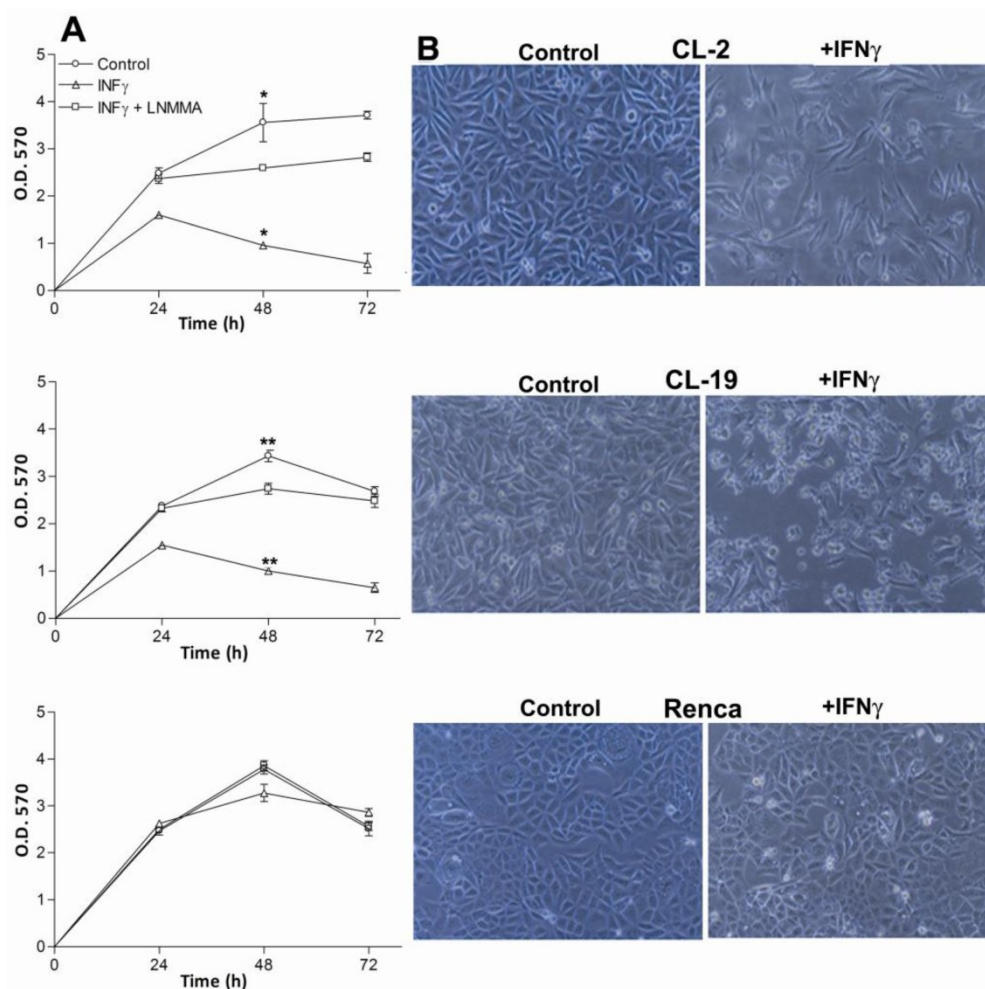 A
5
Control
INFγ
INFγ + LNMMA
4
3
2
1
0
O.D. 570
*
*
0 24 48 72
Time (h)
B Control CL-2 +IFNγ
5
4
3
2
1
0
O.D. 570
**
**
0 24 48 72
Time (h)
Control CL-19 +IFNγ
5
4
3
2
1
0
O.D. 570
0 24 48 72
Time (h)
Control Renca +IFNγ